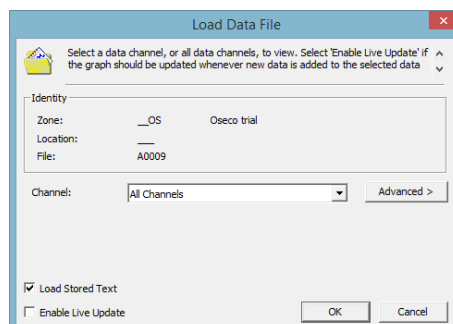 Load Data File
Select a data channel, or all data channels, to view. Select 'Enable Live Update' if
the graph should be updated whenever new data is added to the selected data
Identity
Zone: __OS Oseco trial
Location: ___
File: A0009
Channel: All Channels Advanced >
Load Stored Text
Enable Live Update OK Cancel